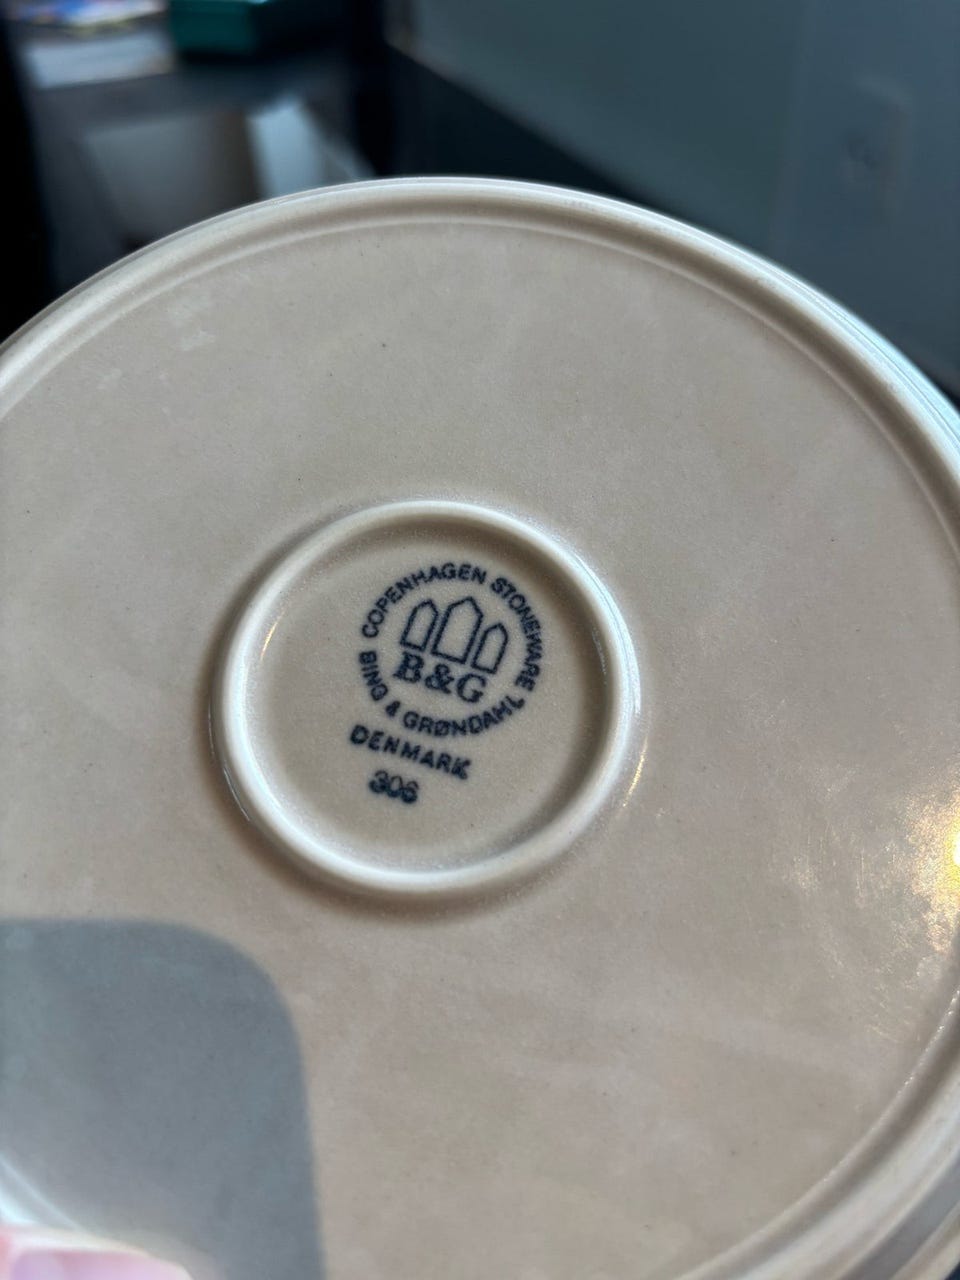 COPENHAGEN STONEWARE
B&G
BING & GRØNDAHL
DENMARK
306